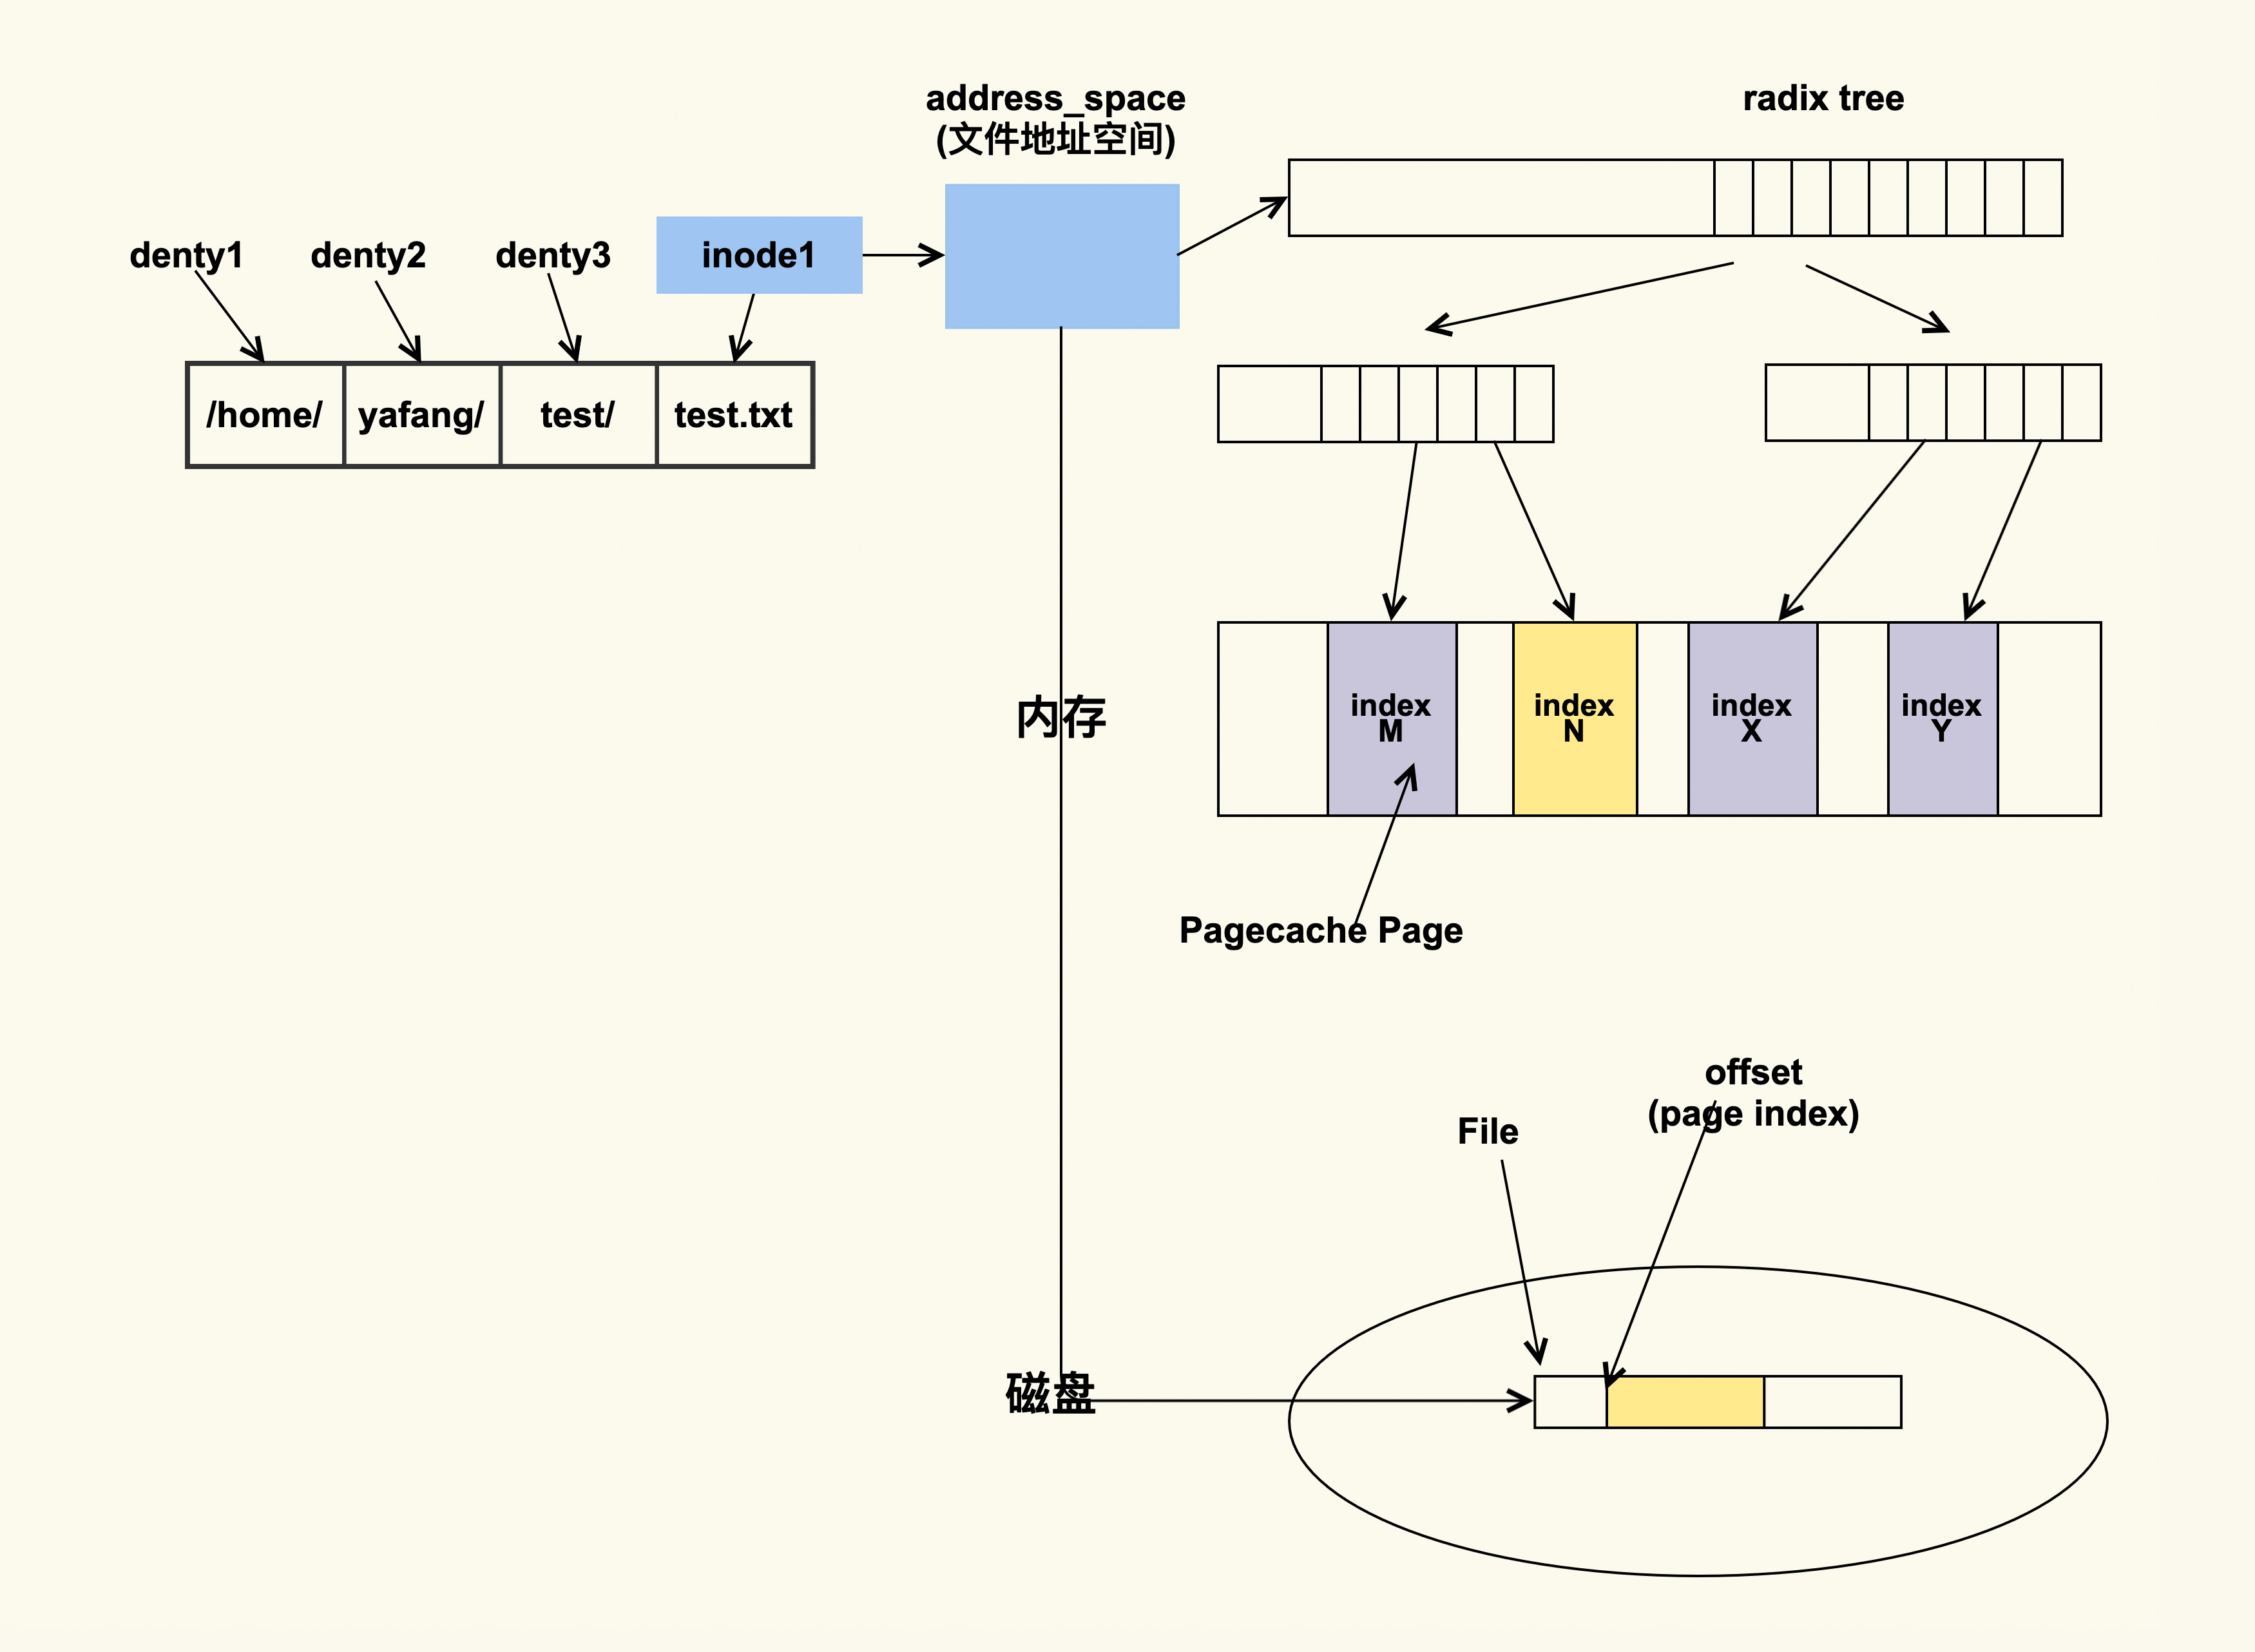 address_space
(文件地址空间)
radix tree
denty1
denty2
denty3
inode1
/home/
yafang/
test/
test.txt
内存
index
M
index
N
index
X
index
Y
Pagecache Page
offset
(page index)
File
磁盘